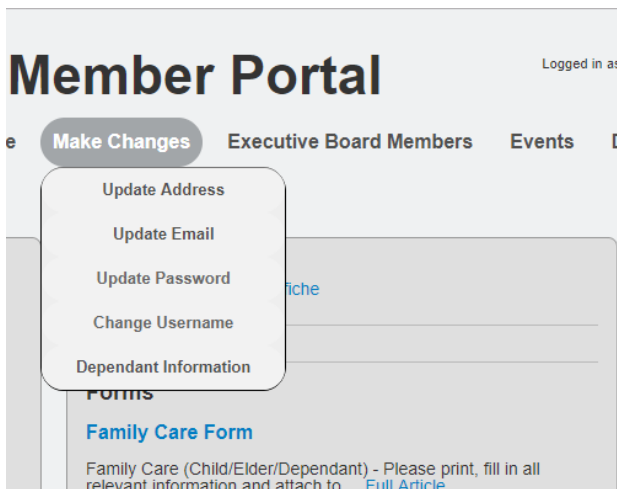 Member Portal
Logged in as
e Make Changes Executive Board Members Events
Update Address
Update Email
Update Password
Change Username
Dependant Information
fiche
Forms
Family Care Form
Family Care (Child/Elder/Dependant) - Please print, fill in all
relevant information and attach to ... Full Article